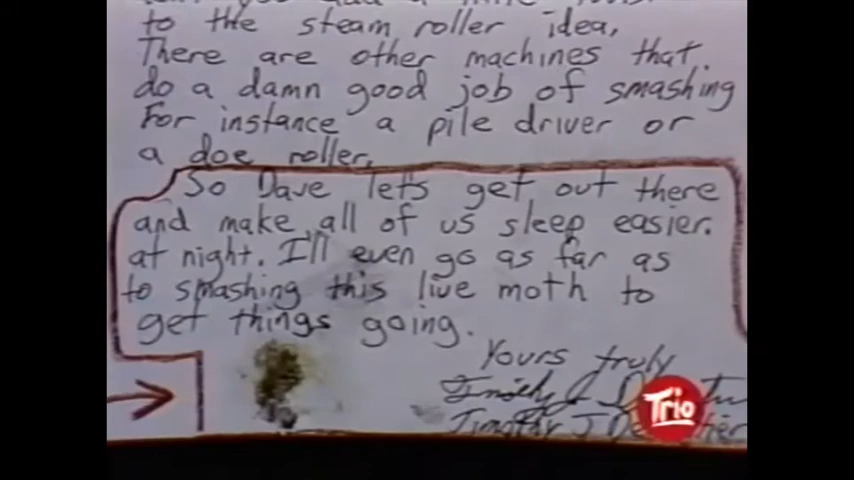 to the steam roller idea,
There are other machines that.
do a damn good job of smashing
For instance a pile driver or
a doe roller.
So Dave let's get out there
and make all of us sleep easier.
at night. I'll even go as far as
to smashing this live moth to
get things going.
Yours truly
Timothy J
Trio